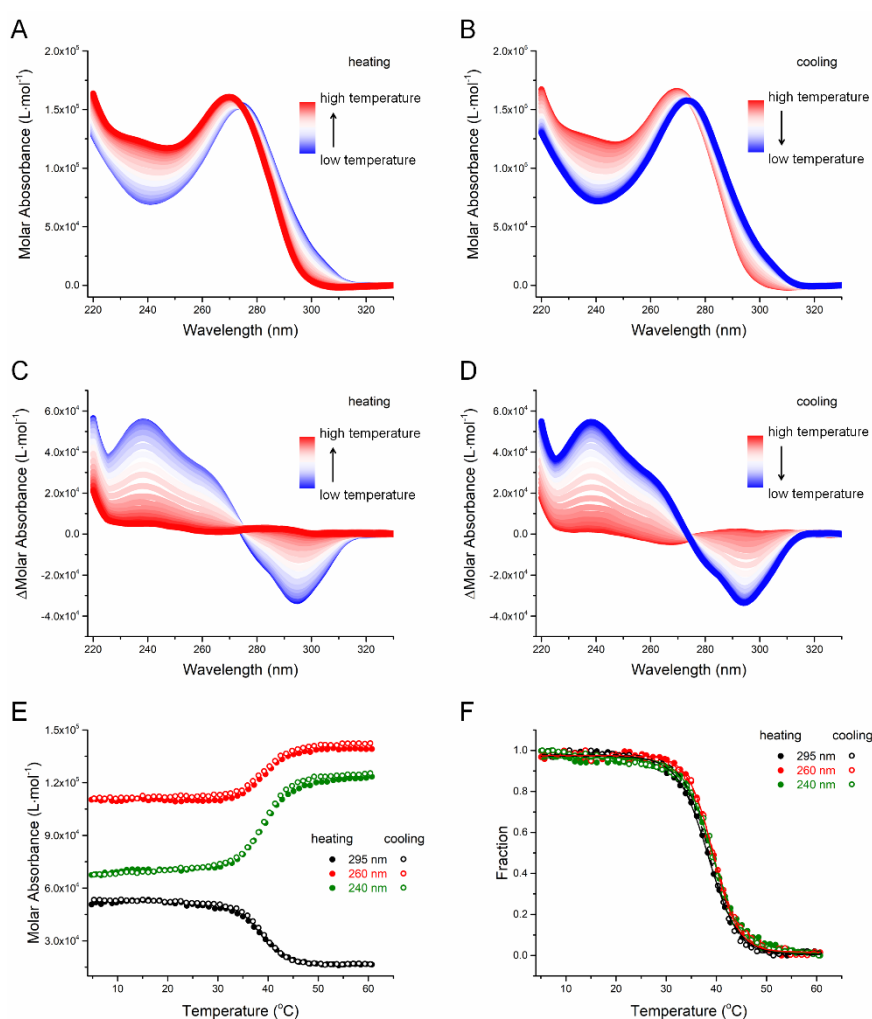 A
Molar Abosorbance (L·mol⁻¹)
2.0x10⁵
1.5x10⁵
1.0x10⁵
5.0x10⁴
0.0
heating
high temperature
low temperature
220 240 260 280 300 320
Wavelength (nm)
B
Molar Abosorbance (L·mol⁻¹)
2.0x10⁵
1.5x10⁵
1.0x10⁵
5.0x10⁴
0.0
cooling
high temperature
low temperature
220 240 260 280 300 320
Wavelength (nm)
C
ΔMolar Absorbance (L·mol⁻¹)
6.0x10⁴
4.0x10⁴
2.0x10⁴
0.0
-2.0x10⁴
-4.0x10⁴
heating
high temperature
low temperature
220 240 260 280 300 320
Wavelength (nm)
D
ΔMolar Absorbance (L·mol⁻¹)
6.0x10⁴
4.0x10⁴
2.0x10⁴
0.0
-2.0x10⁴
-4.0x10⁴
cooling
high temperature
low temperature
220 240 260 280 300 320
Wavelength (nm)
E
Molar Absorbance (L·mol⁻¹)
1.5x10⁵
1.2x10⁵
9.0x10⁴
6.0x10⁴
3.0x10⁴
heating cooling
295 nm
260 nm
240 nm
10 20 30 40 50 60
Temperature (°C)
F
Fraction
1.0
0.8
0.6
0.4
0.2
0.0
heating cooling
295 nm
260 nm
240 nm
10 20 30 40 50 60
Temperature (°C)